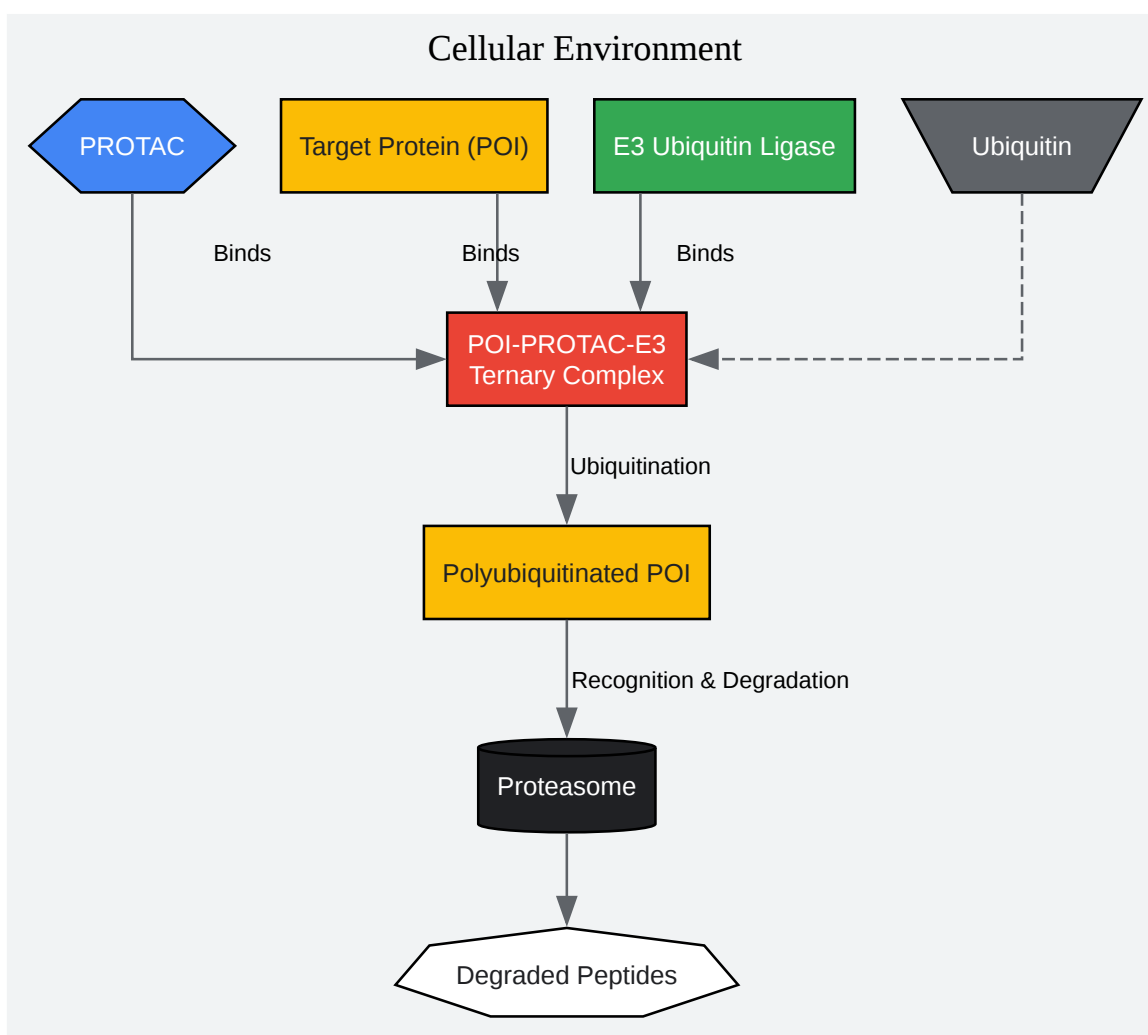 Cellular Environment
PROTAC
Target Protein (POI)
E3 Ubiquitin Ligase
Ubiquitin
Binds
Binds
Binds
POI-PROTAC-E3
Ternary Complex
Ubiquitination
Polyubiquitinated POI
Recognition & Degradation
Proteasome
Degraded Peptides